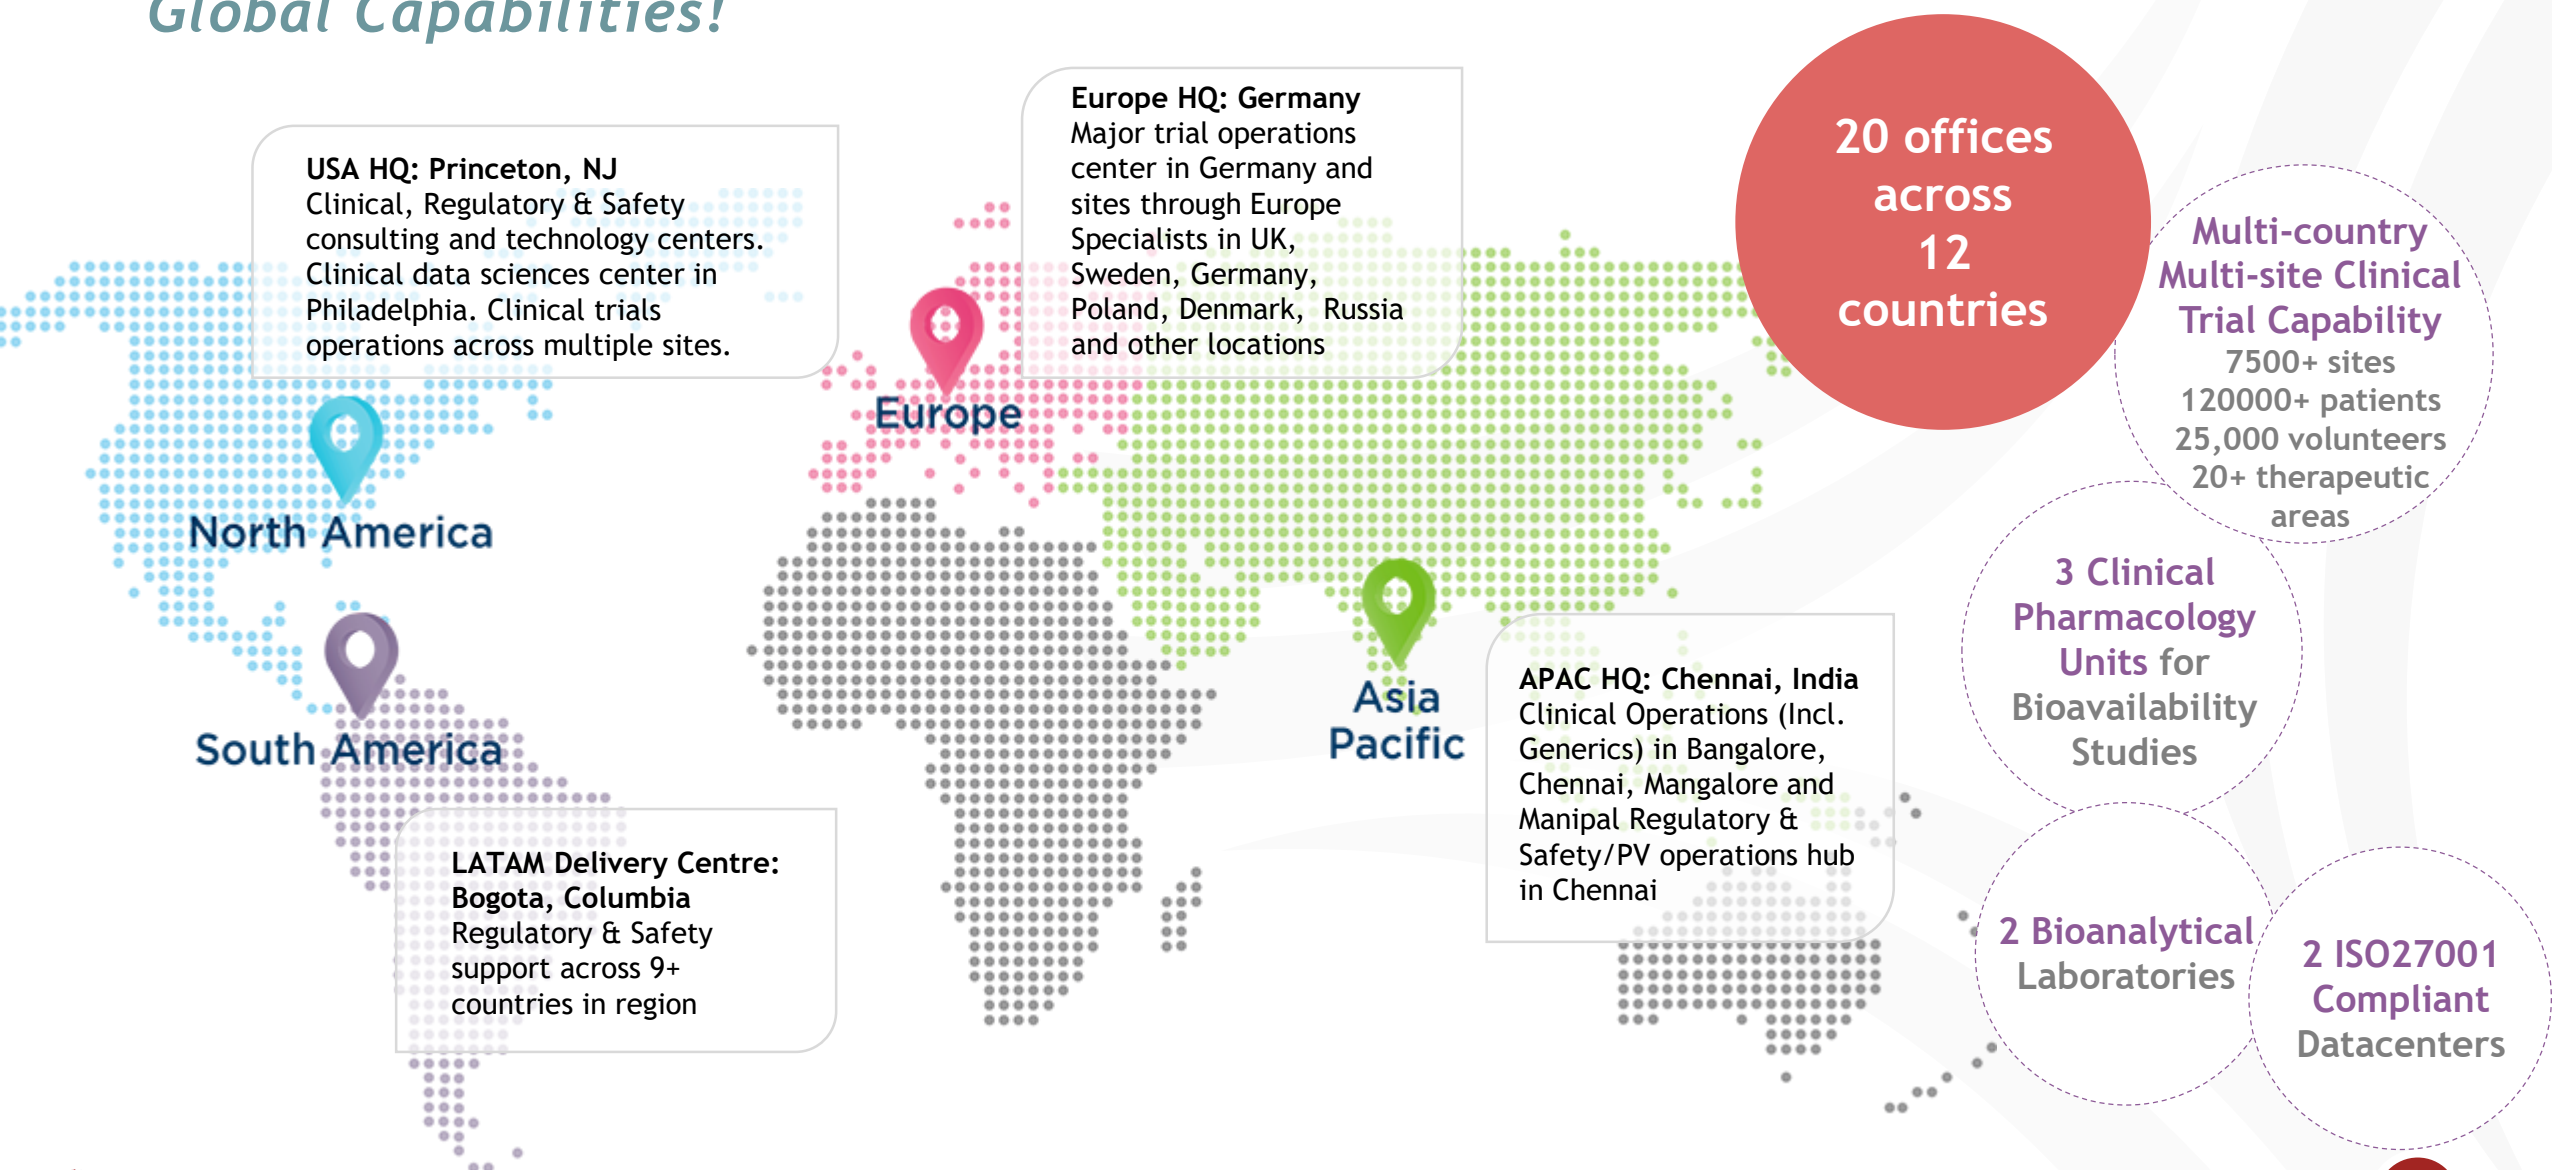 Global Capabilities!
USA HQ: Princeton, NJ
Clinical, Regulatory & Safety
consulting and technology centers.
Clinical data sciences center in
Philadelphia. Clinical trials
operations across multiple sites.
Europe HQ: Germany
Major trial operations
center in Germany and
sites through Europe
Specialists in UK,
Sweden, Germany,
Poland, Denmark, Russia
and other locations
20 offices
across
12
countries
Multi-country
Multi-site Clinical
Trial Capability
7500+ sites
120000+ patients
25,000 volunteers
20+ therapeutic
areas
Europe
North America
South America
Asia
Pacific
3 Clinical
Pharmacology
Units for
Bioavailability
Studies
APAC HQ: Chennai, India
Clinical Operations (Incl.
Generics) in Bangalore,
Chennai, Mangalore and
Manipal Regulatory &
Safety/PV operations hub
in Chennai
LATAM Delivery Centre:
Bogota, Columbia
Regulatory & Safety
support across 9+
countries in region
2 Bioanalytical
Laboratories
2 ISO27001
Compliant
Datacenters